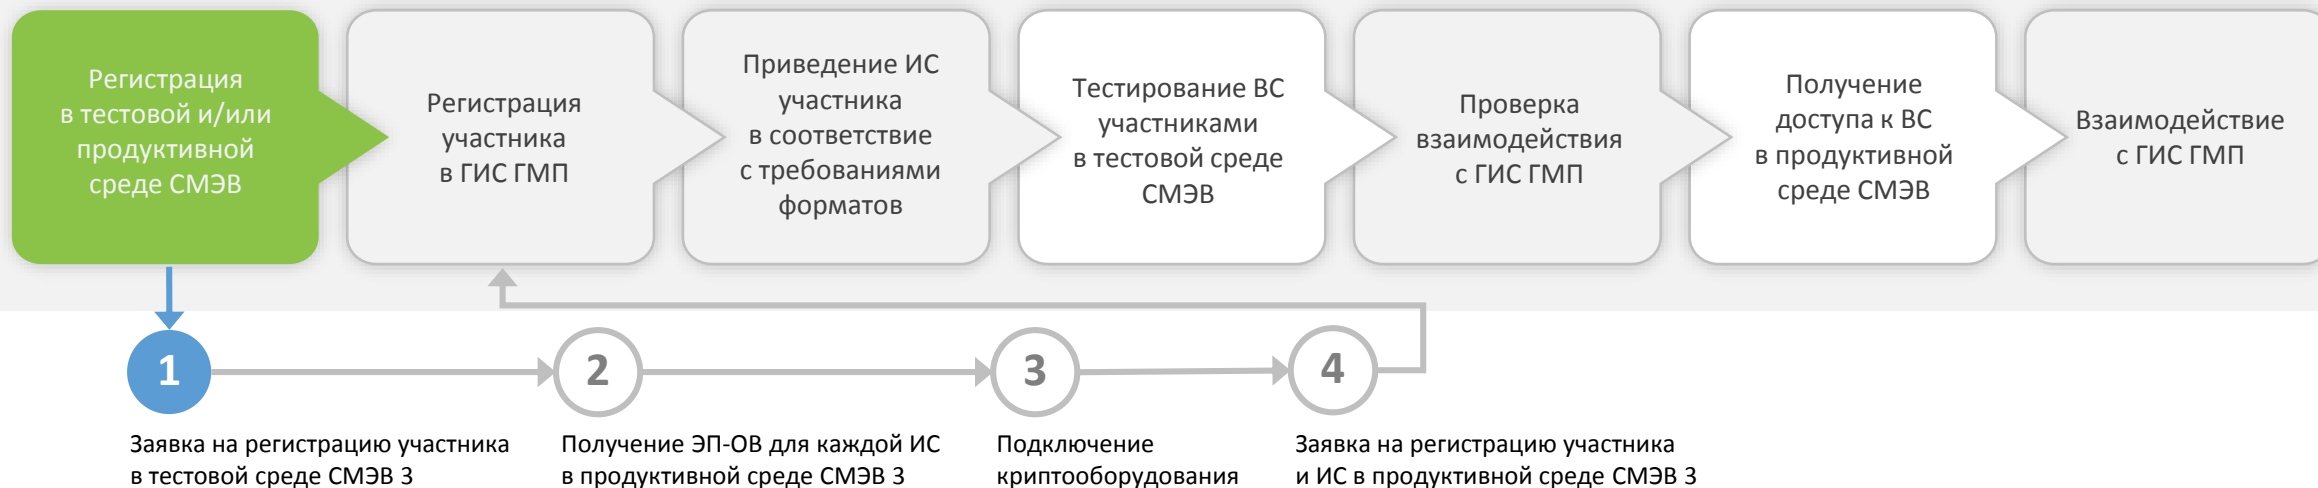 Регистрация
в тестовой и/или
продуктивной
среде СМЭВ
Регистрация
участника
в ГИС ГМП
Приведение ИС
участника
в соответствие
с требованиями
форматов
Тестирование ВС
участниками
в тестовой среде
СМЭВ
Проверка
взаимодействия
с ГИС ГМП
Получение
доступа к ВС
в продуктивной
среде СМЭВ
Взаимодействие
с ГИС ГМП
1
2
3
4
Заявка на регистрацию участника
в тестовой среде СМЭВ 3
Получение ЭП-ОВ для каждой ИС
в продуктивной среде СМЭВ 3
Подключение
криптооборудования
Заявка на регистрацию участника
и ИС в продуктивной среде СМЭВ 3